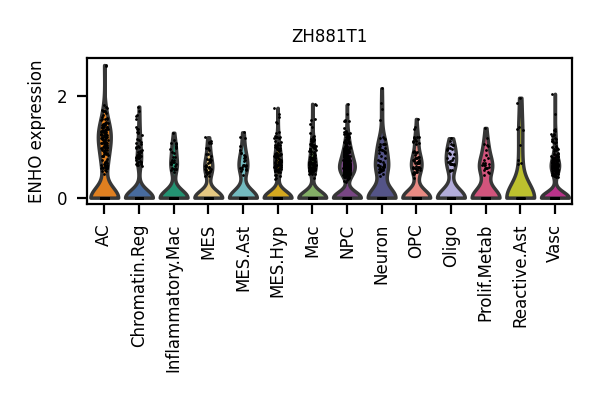 ZH881T1
ENHO expression
2
0
AC
Chromatin.Reg
Inflammatory.Mac
MES
MES.Ast
MES.Hyp
Mac
NPC
Neuron
OPC
Oligo
Prolif.Metab
Reactive.Ast
Vasc